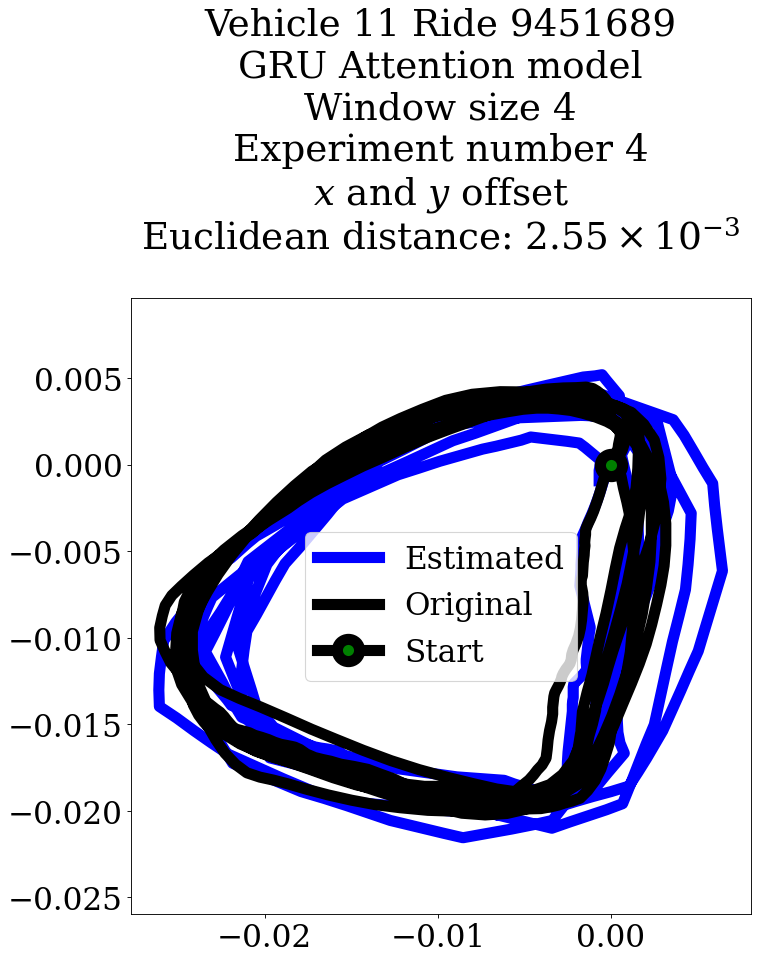 Vehicle 11 Ride 9451689
GRU Attention model
Window size 4
Experiment number 4
x and y offset
Euclidean distance: 2.55 × 10⁻³
0.005
0.000
−0.005
−0.010
−0.015
−0.020
−0.025
Estimated
Original
Start
−0.02
−0.01
0.00